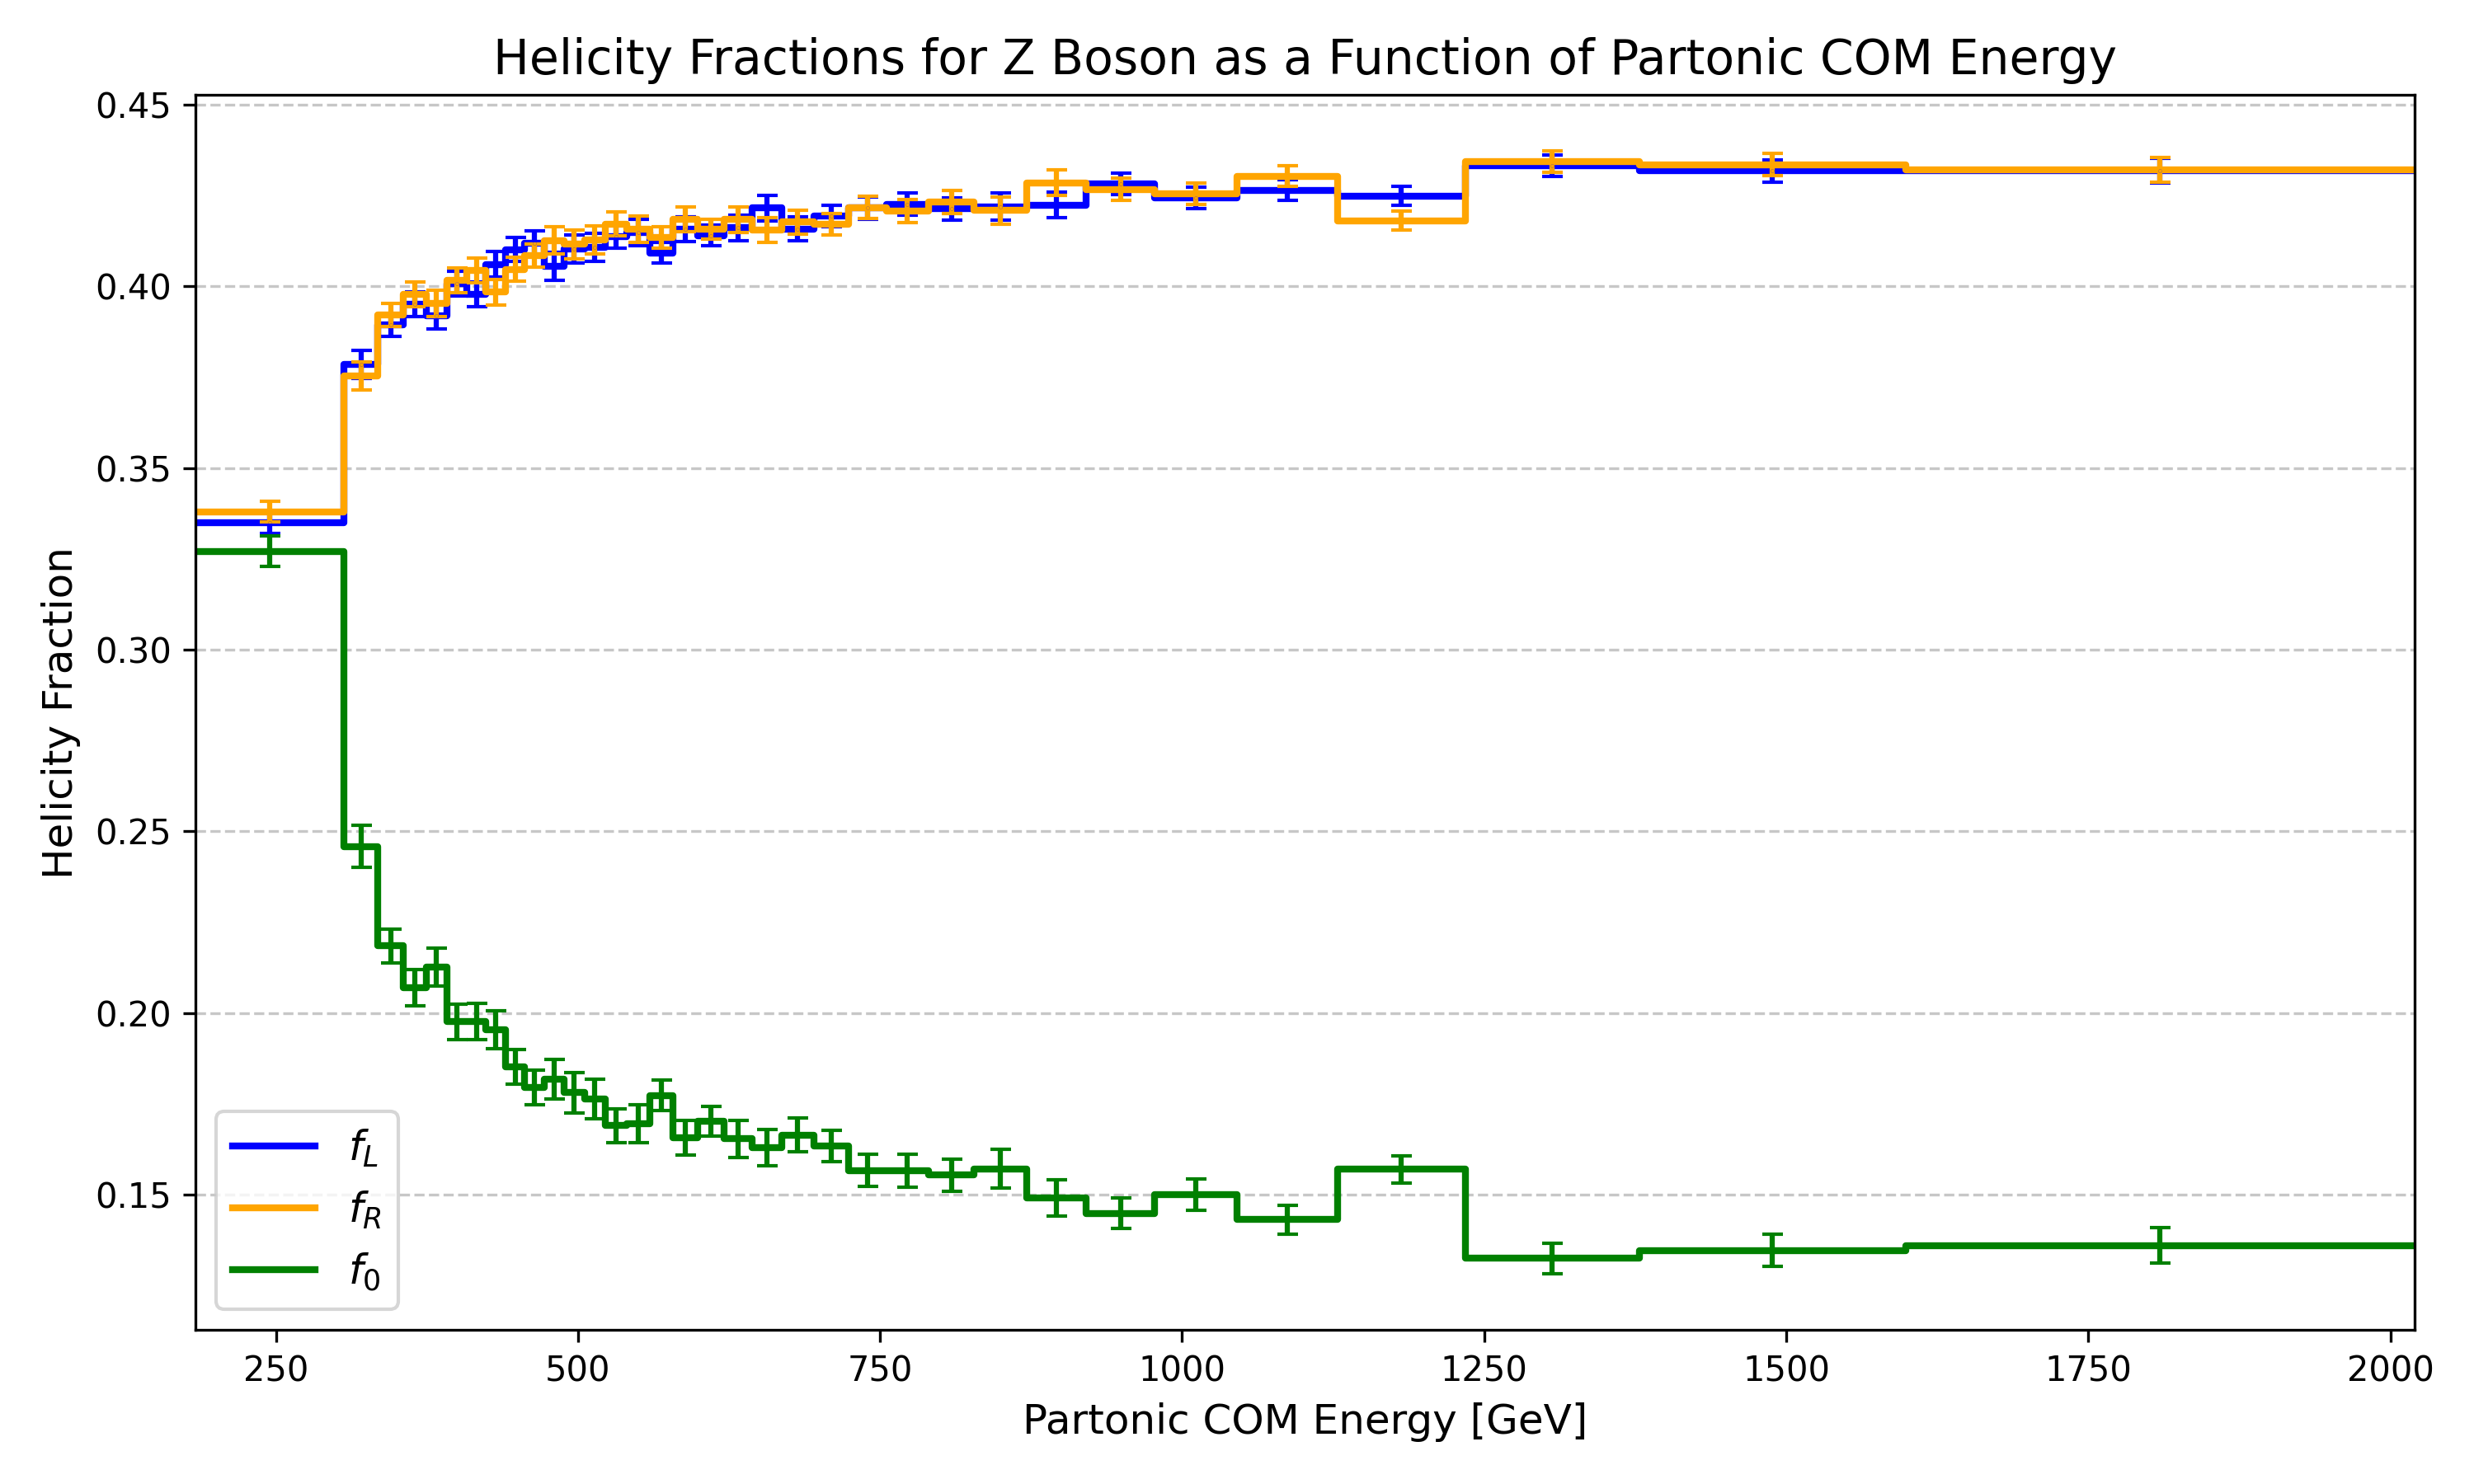 Helicity Fractions for Z Boson as a Function of Partonic COM Energy
0.45
0.40
0.35
0.30
0.25
0.20
0.15
Helicity Fraction
f_L
f_R
f_0
250 500 750 1000 1250 1500 1750 2000
Partonic COM Energy [GeV]